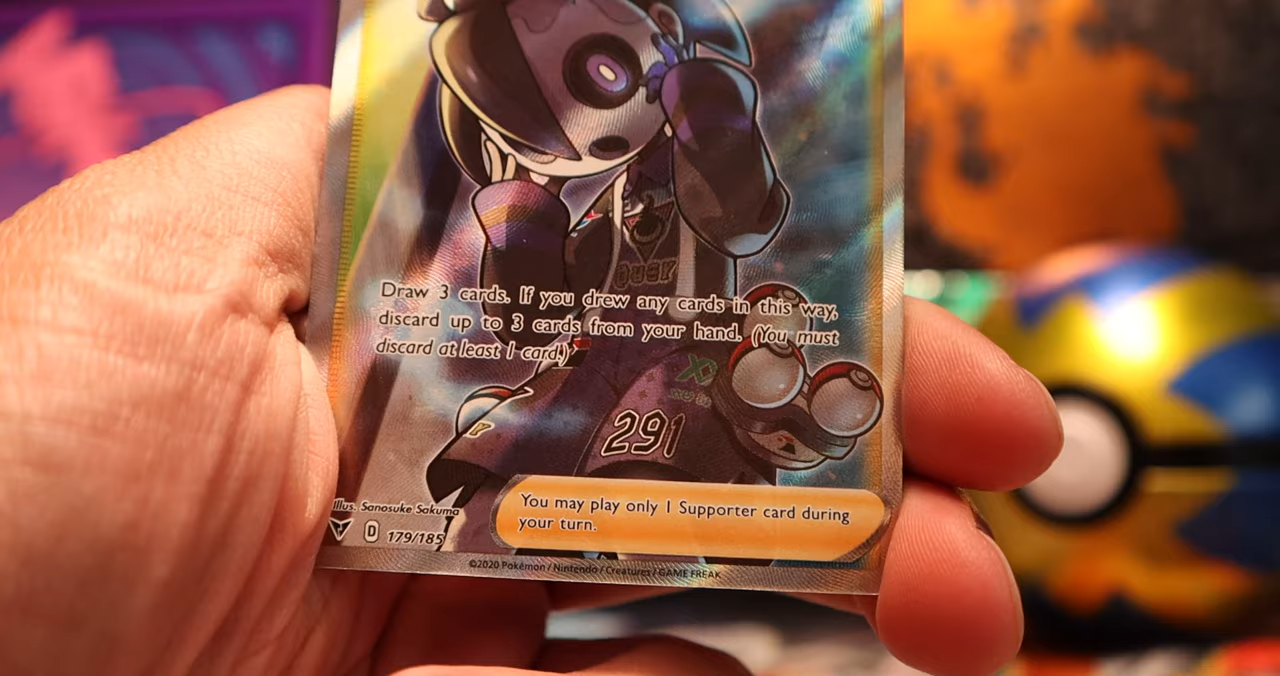 Draw 3 cards. If you drew any cards in this way,
discard up to 3 cards from your hand. (You must
discard at least 1 card.)
291
You may play only 1 Supporter card during
your turn.
Illus. Sanosuke Sakuma
D 179/185
©2020 Pokémon / Nintendo / Creatures / GAME FREAK